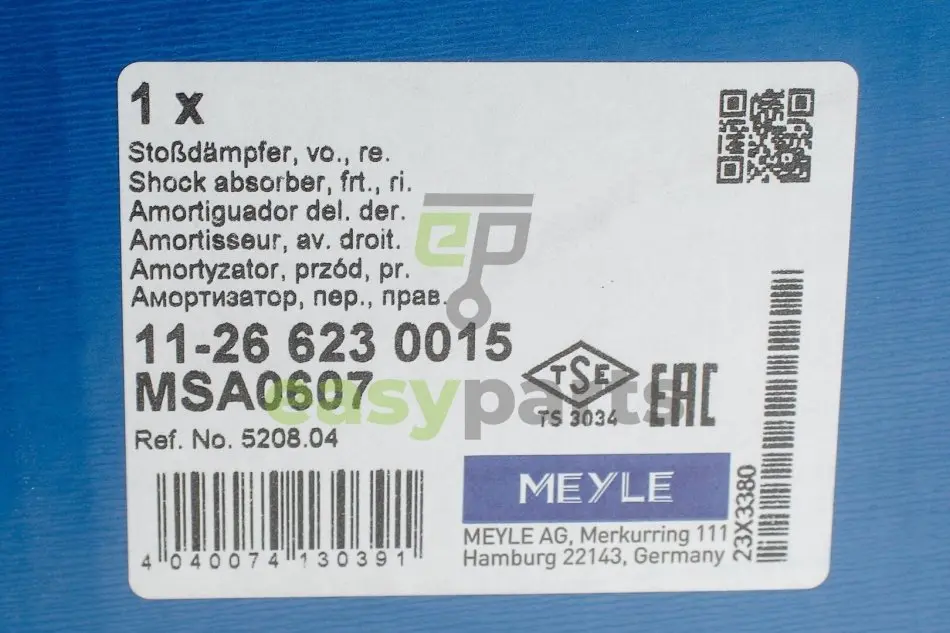 1 x
Stoßdämpfer, vo., re.
Shock absorber, frt., ri.
Amortiguador del. der.
Amortisseur, av. droit.
Amortyzator, przód, pr.
Амортизатор, пер., прав.
ep
11-26 623 0015
MSA0607
easyparts
Ref. No. 5208.04
TSE
TS 3034
EAC
MEYLE
MEYLE AG, Merkurring 111
Hamburg 22143, Germany
23X3380
4 040074 130391